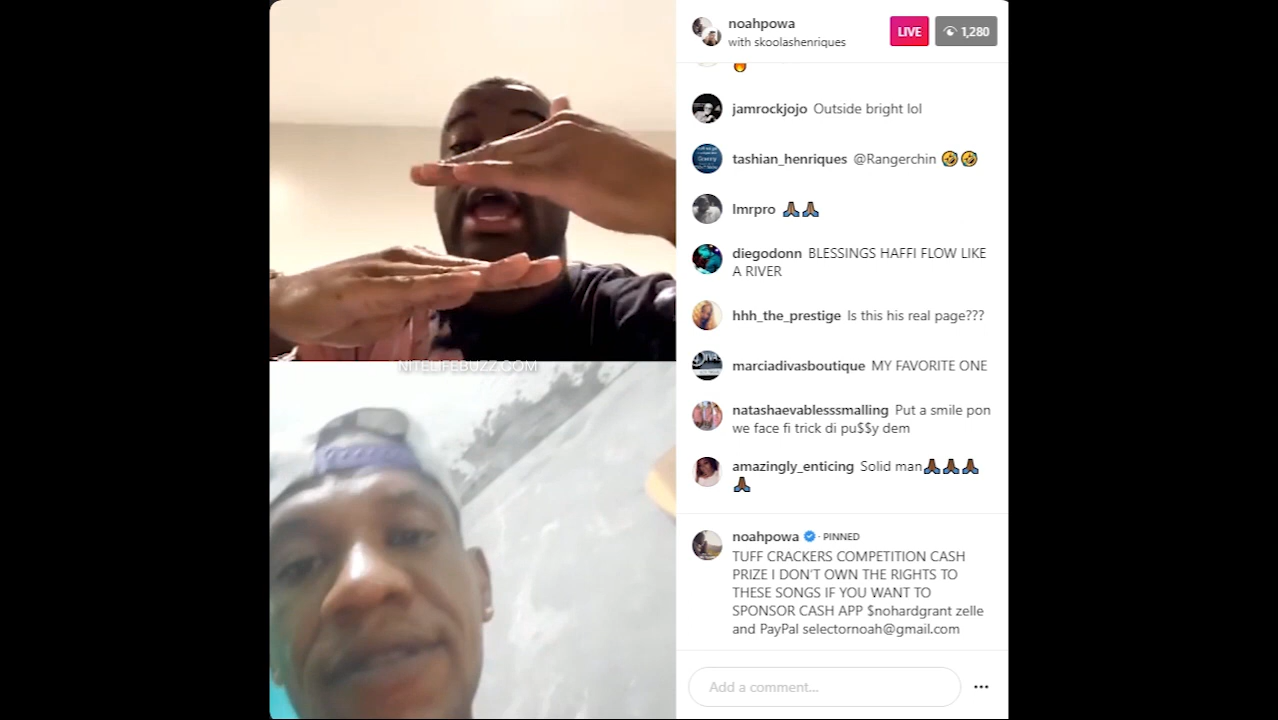 noahpowa
with skoolashenriques
LIVE
1,280
jamrockjojo Outside bright lol
tashian_henriques @Rangerchin 🤣🤣
lmrpro 🙏🏾🙏🏾
diegodonn BLESSINGS HAFFI FLOW LIKE
A RIVER
hhh_the_prestige Is this his real page???
marciadivasboutique MY FAVORITE ONE
natashaevablesssmalling Put a smile pon
we face fi trick di pu$$y dem
amazingly_enticing Solid man🙏🏾🙏🏾🙏🏾
🙏🏾
noahpowa · PINNED
TUFF CRACKERS COMPETITION CASH
PRIZE I DON'T OWN THE RIGHTS TO
THESE SONGS IF YOU WANT TO
SPONSOR CASH APP $nohardgrant zelle
and PayPal selectornoah@gmail.com
Add a comment...
NITELIFEBUZZ.COM